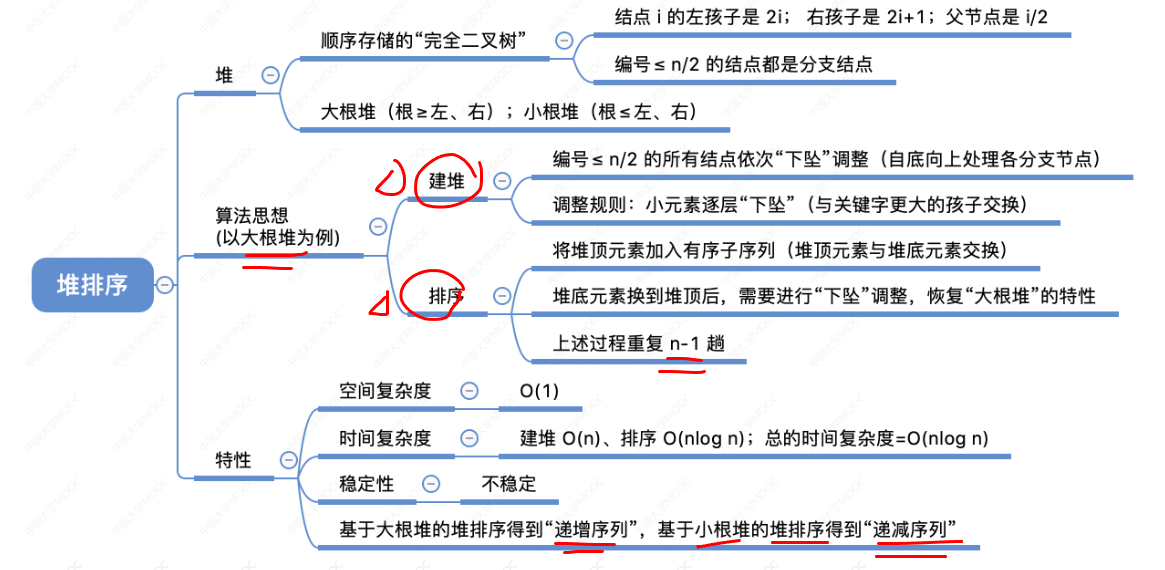 堆排序
堆
顺序存储的“完全二叉树”
结点 i 的左孩子是 2i； 右孩子是 2i+1；父节点是 i/2
编号≤ n/2 的结点都是分支结点
大根堆（根≥左、右）；小根堆（根≤左、右）
算法思想
(以大根堆为例)
建堆
编号≤ n/2 的所有结点依次“下坠”调整（自底向上处理各分支节点）
调整规则：小元素逐层“下坠”（与关键字更大的孩子交换）
排序
将堆顶元素加入有序子序列（堆顶元素与堆底元素交换）
堆底元素换到堆顶后，需要进行“下坠”调整，恢复“大根堆”的特性
上述过程重复 n-1 趟
特性
空间复杂度
O(1)
时间复杂度
建堆 O(n)、排序 O(nlog n)；总的时间复杂度=O(nlog n)
稳定性
不稳定
基于大根堆的堆排序得到“递增序列”，基于小根堆的堆排序得到“递减序列”